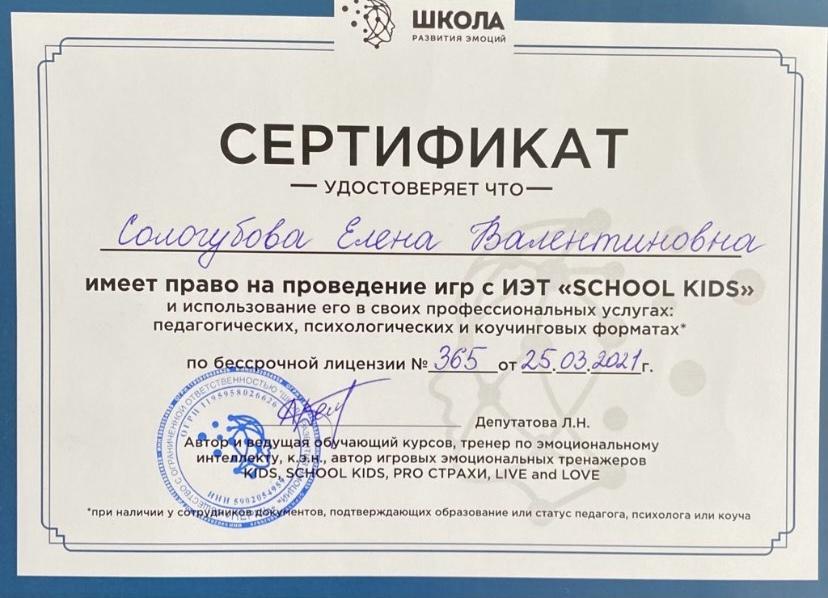 ШКОЛА
РАЗВИТИЯ ЭМОЦИЙ
СЕРТИФИКАТ
УДОСТОВЕРЯЕТ ЧТО
Сологубова Елена Валентиновна
имеет право на проведение игр с ИЭТ «SCHOOL KIDS»
и использование его в своих профессиональных услугах:
педагогических, психологических и коучинговых форматах*
по бессрочной лицензии № 365 от 25.03.2021г.
Депутатова Л.Н.
Автор и ведущая обучающий курсов, тренер по эмоциональному
интеллекту, к.э.н., автор игровых эмоциональных тренажеров
KIDS, SCHOOL KIDS, PRO СТРАХИ, LIVE and LOVE
*при наличии у сотрудников документов, подтверждающих образование или статус педагога, психолога или коуча